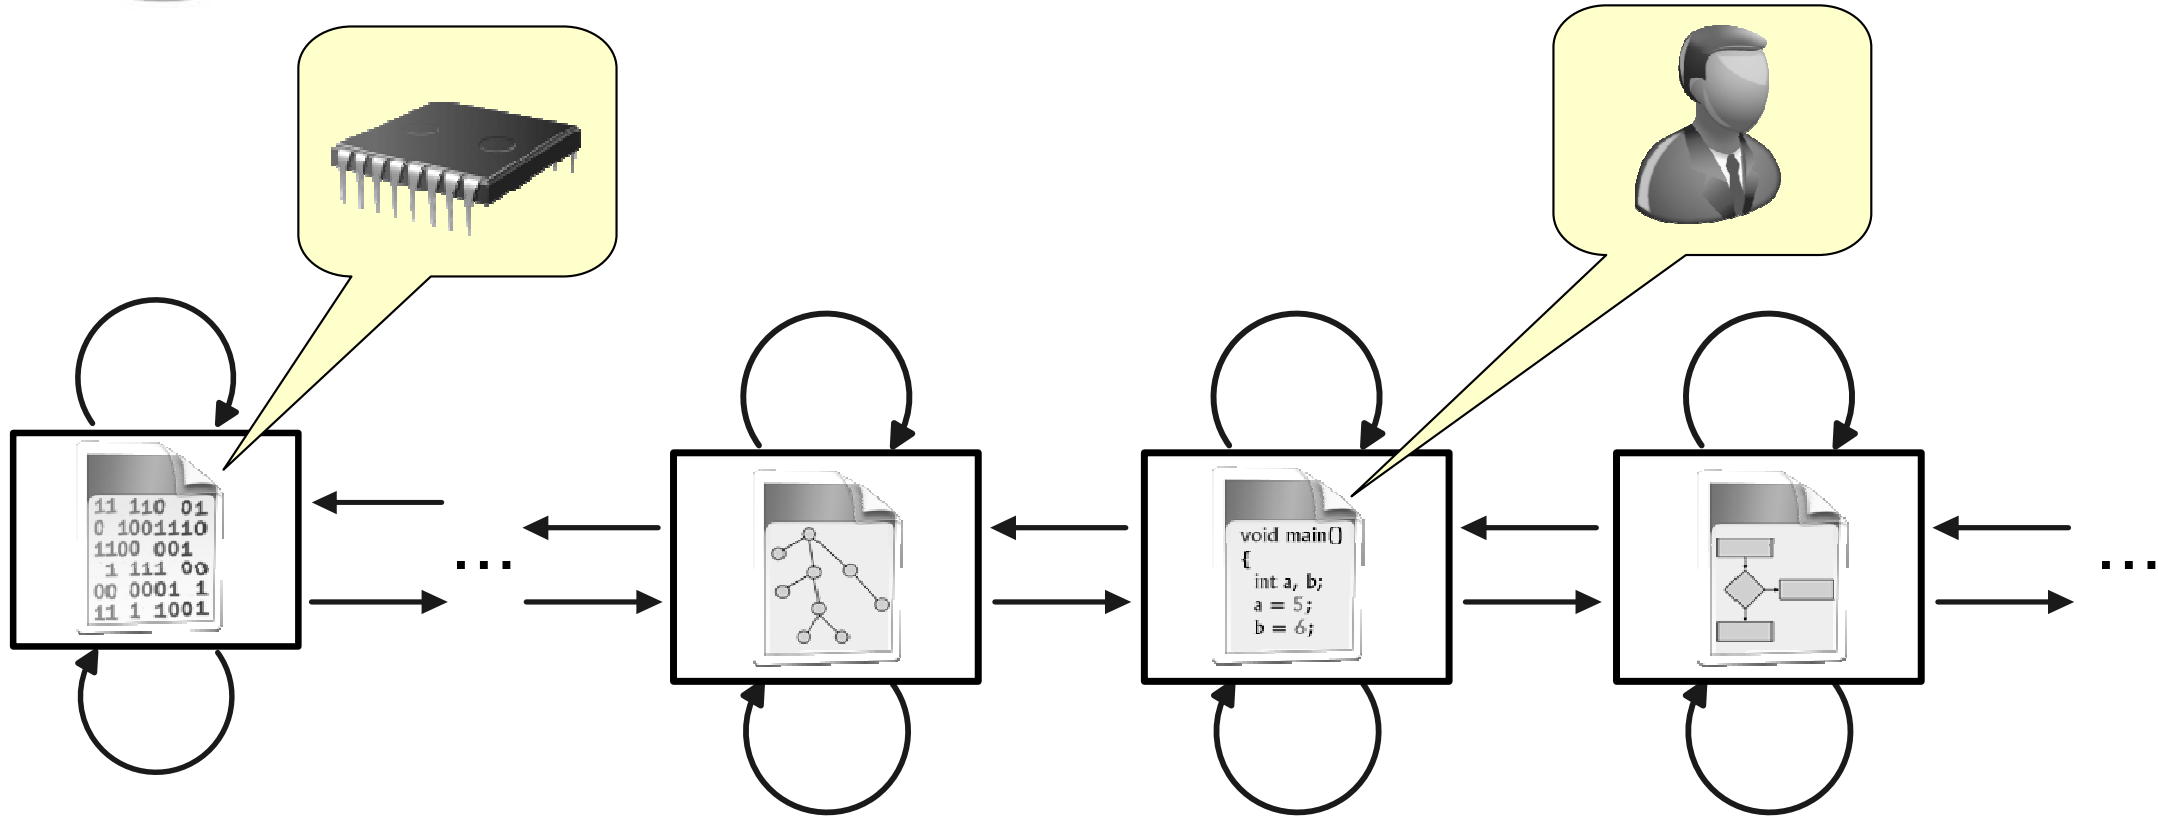 11 110 01
0 1001110
1100 001
1 111 00
00 0001 1
11 1 1001
...
void main()
{
int a, b;
a = 5;
b = 6;
...